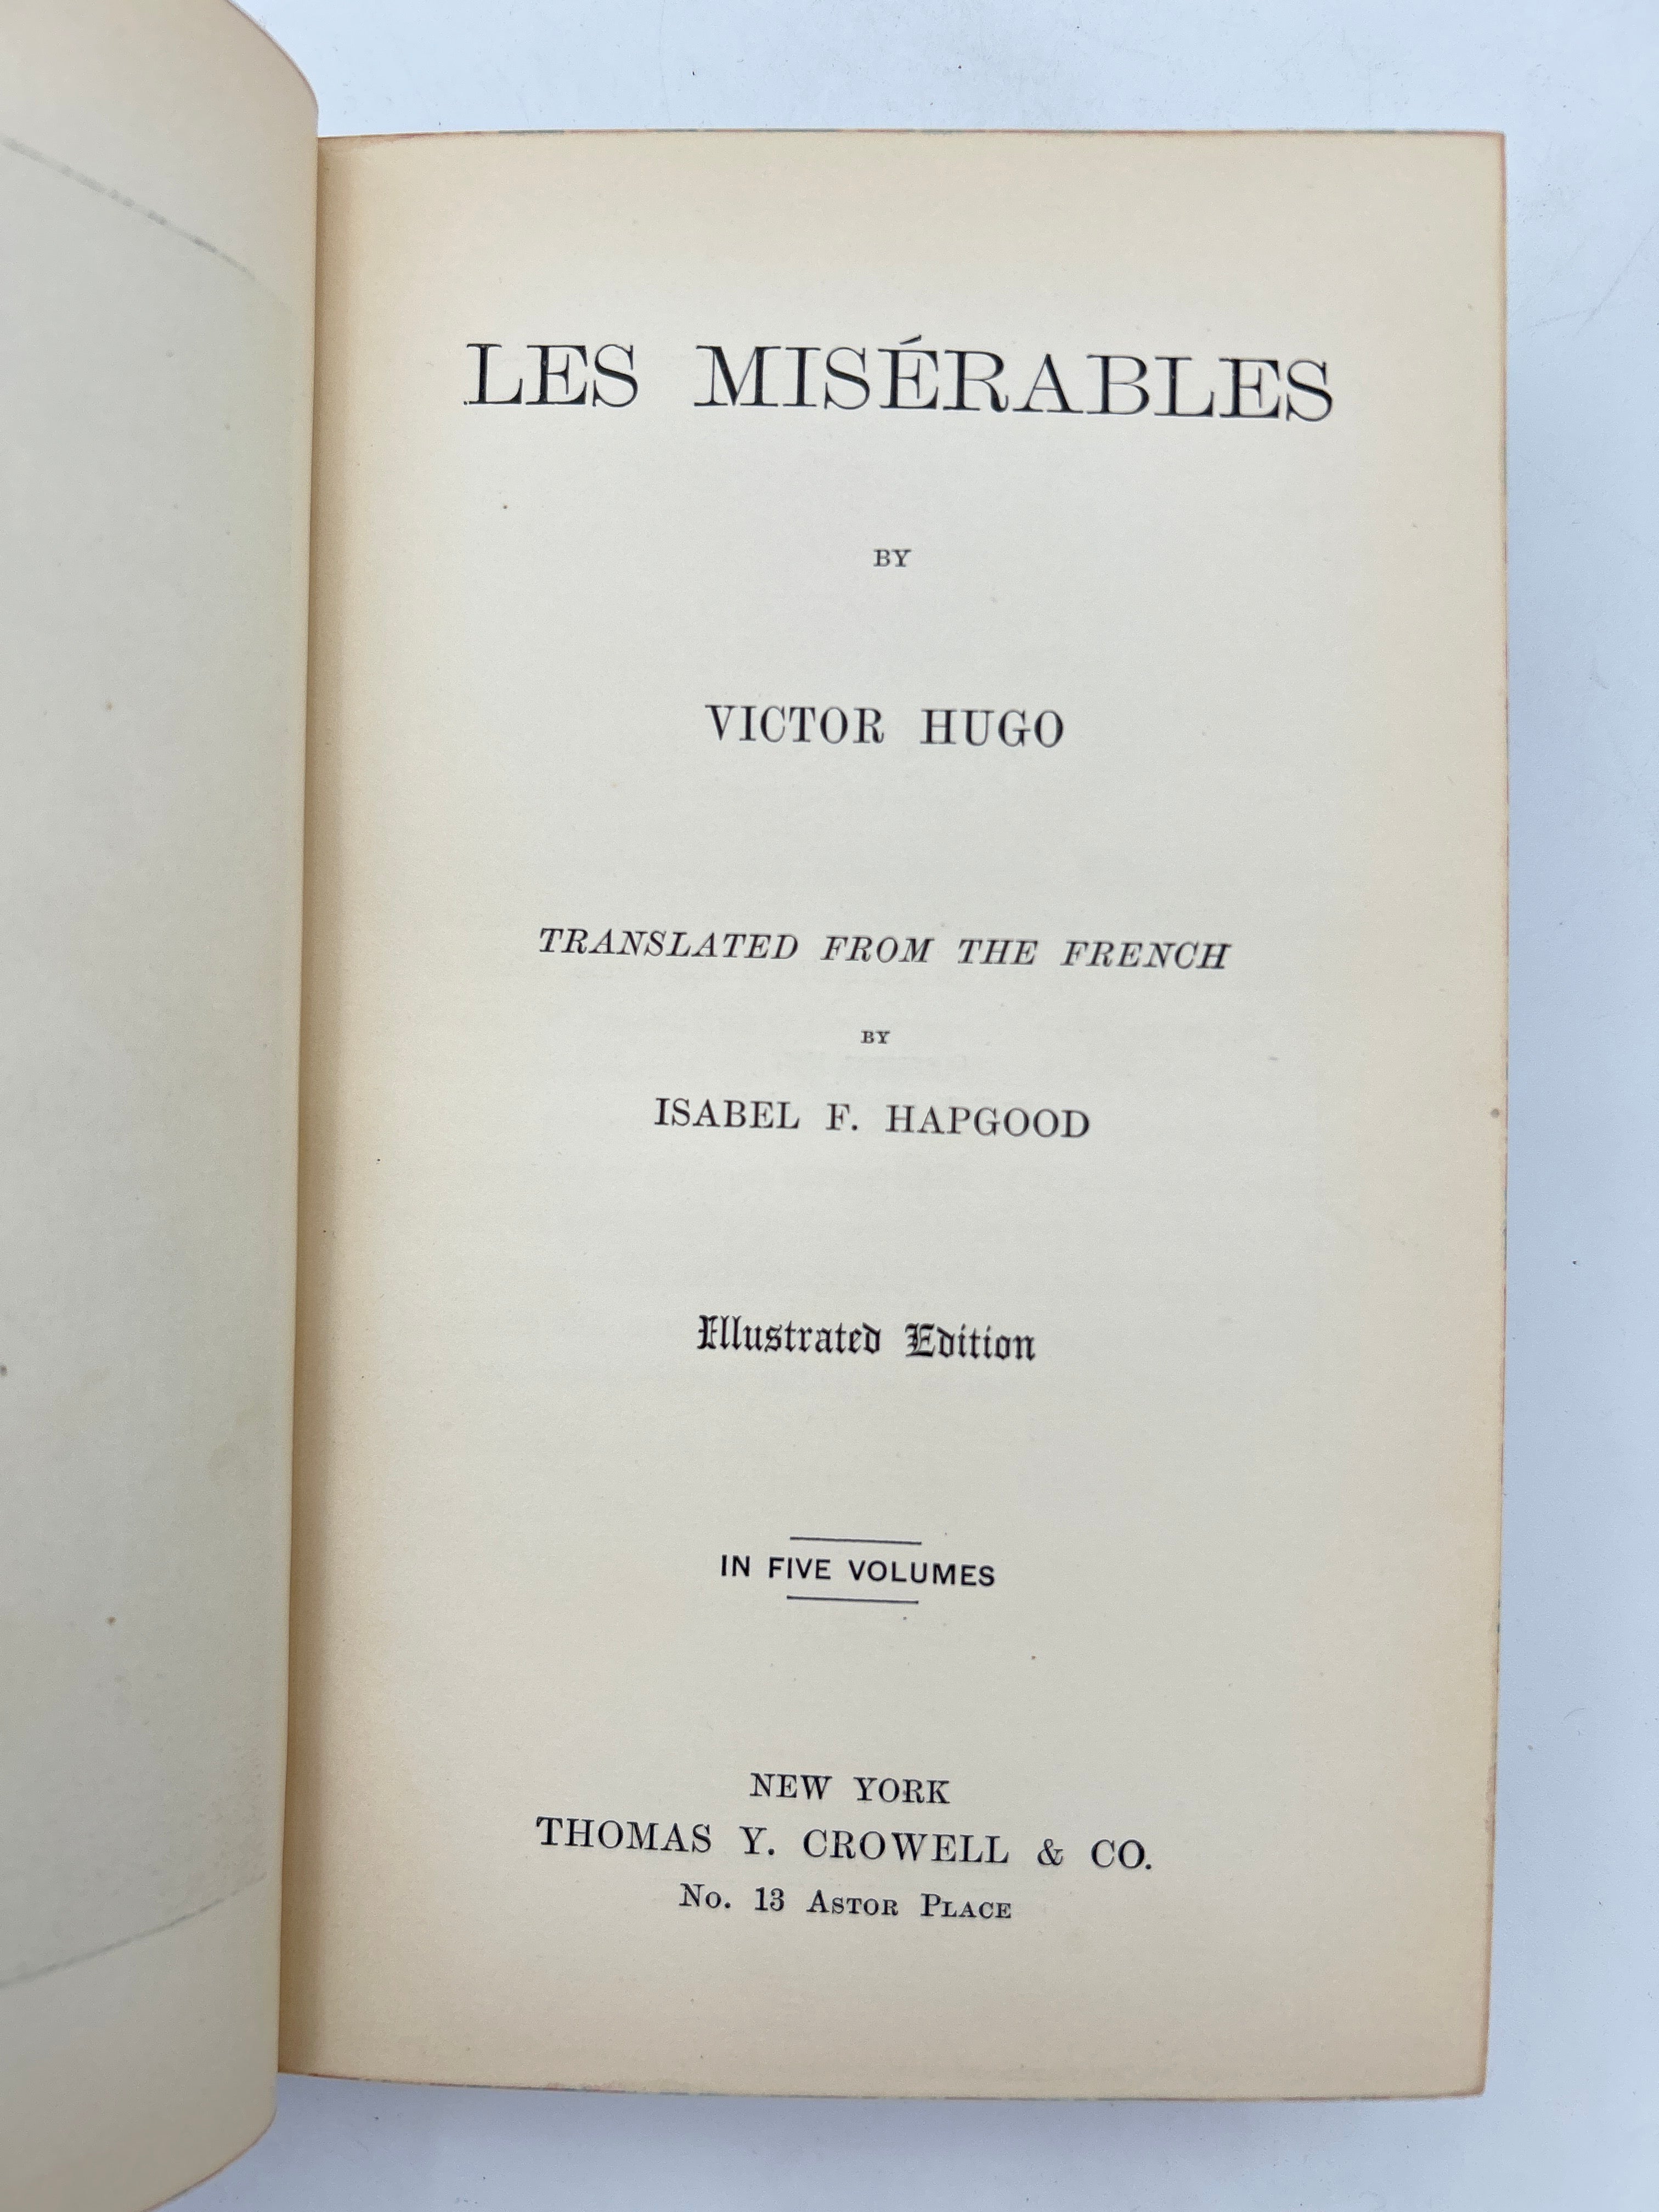 LES MISÉRABLES
BY
VICTOR HUGO
TRANSLATED FROM THE FRENCH
BY
ISABEL F. HAPGOOD
Illustrated Edition
IN FIVE VOLUMES
NEW YORK
THOMAS Y. CROWELL & CO.
No. 13 Astor Place